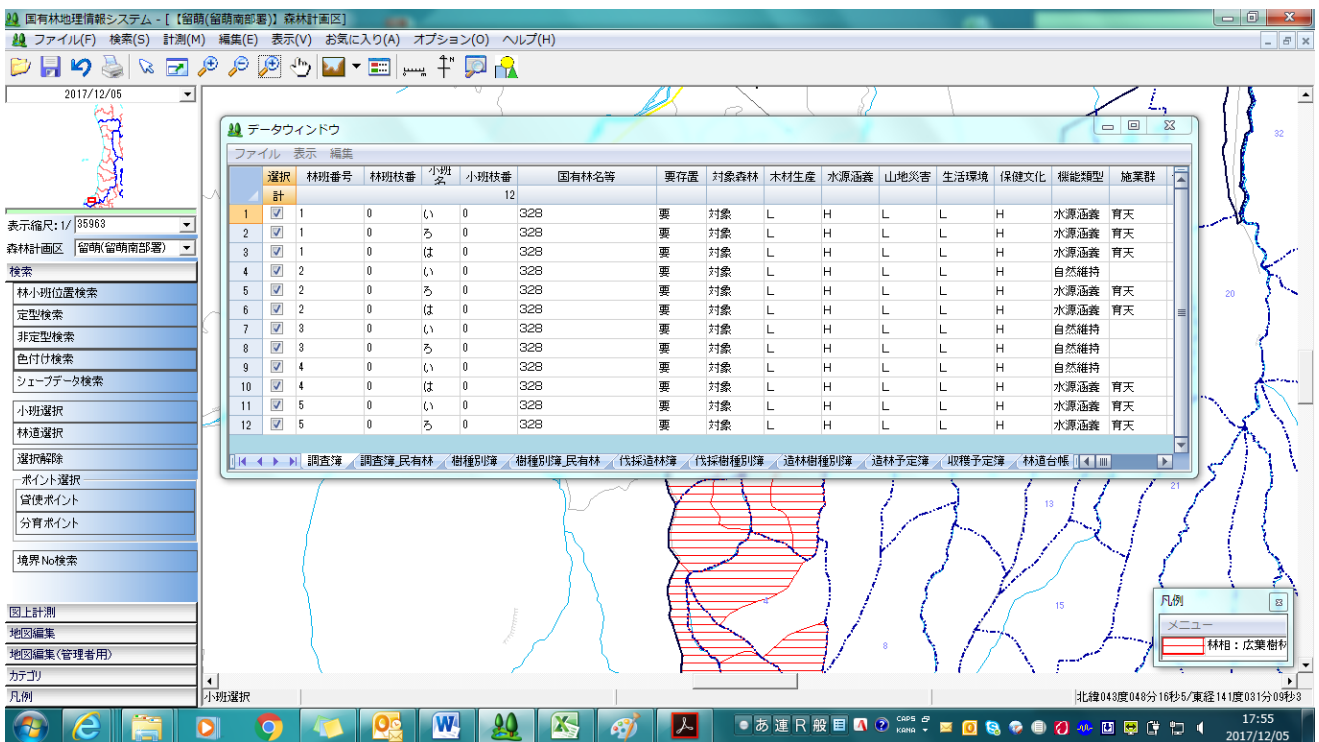 国有林地理情報システム - [ 【留萌(留萌南部署)】森林計画区]
ファイル(F) 検索(S) 計測(M) 編集(E) 表示(V) お気に入り(A) オプション(O) ヘルプ(H)
2017/12/05
表示縮尺:1/ 35963
森林計画区 留萌(留萌南部署)
検索
林小班位置検索
定型検索
非定型検索
色付け検索
シェープデータ検索
小班選択
林道選択
選択解除
ポイント選択
貸使ポイント
分育ポイント
境界No検索
図上計測
地図編集
地図編集(管理者用)
カテゴリ
凡例
データウィンドウ
ファイル 表示 編集
選択 林班番号 林班枝番 小班名 小班枝番 国有林名等 要存置 対象森林 木材生産 水源涵養 山地災害 生活環境 保健文化 機能類型 施業群
計 12
1 1 0 い 0 328 要 対象 L H L L H 水源涵養 育天
2 1 0 ろ 0 328 要 対象 L H L L H 水源涵養 育天
3 1 0 は 0 328 要 対象 L H L L H 水源涵養 育天
4 2 0 い 0 328 要 対象 L H L L H 自然維持
5 2 0 ろ 0 328 要 対象 L H L L H 水源涵養 育天
6 2 0 は 0 328 要 対象 L H L L H 水源涵養 育天
7 3 0 い 0 328 要 対象 L H L L H 自然維持
8 3 0 ろ 0 328 要 対象 L H L L H 自然維持
9 4 0 い 0 328 要 対象 L H L L H 自然維持
10 4 0 は 0 328 要 対象 L H L L H 水源涵養 育天
11 5 0 い 0 328 要 対象 L H L L H 水源涵養 育天
12 5 0 ろ 0 328 要 対象 L H L L H 水源涵養 育天
調査簿 調査簿_民有林 樹種別簿 樹種別簿_民有林 伐採造林簿 伐採樹種別簿 造林樹種別簿 造林予定簿 収穫予定簿 林道台帳
32
20
21
13
15
4
8
凡例
メニュー
林相：広葉樹林
小班選択
北緯043度048分16秒5/東経141度031分09秒3
あ 連 R 般
CAPS
KANA
17:55
2017/12/05